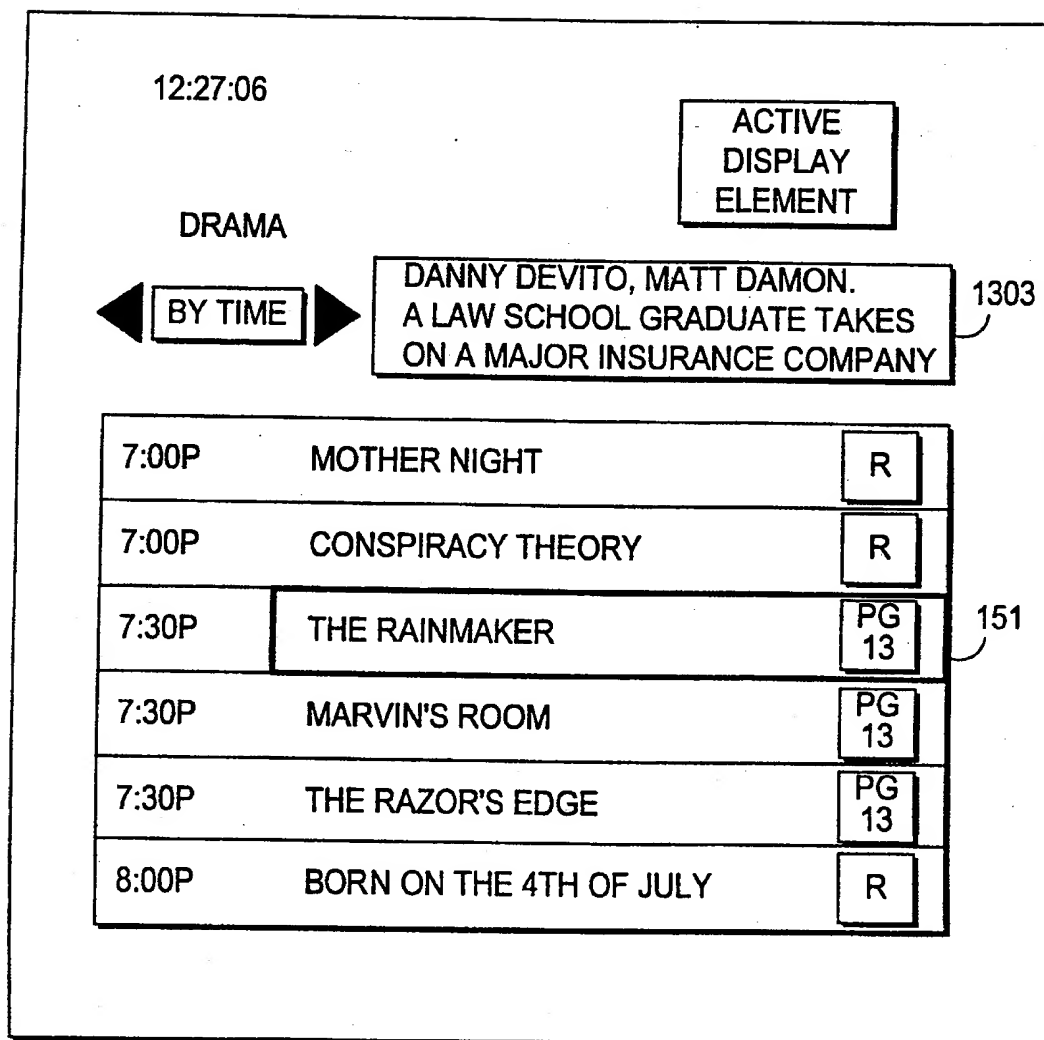 12:27:06
ACTIVE
DISPLAY
ELEMENT
DRAMA
BY TIME
DANNY DEVITO, MATT DAMON.
A LAW SCHOOL GRADUATE TAKES
ON A MAJOR INSURANCE COMPANY
1303
7:00P MOTHER NIGHT R
7:00P CONSPIRACY THEORY R
7:30P THE RAINMAKER PG 13
151
7:30P MARVIN'S ROOM PG 13
7:30P THE RAZOR'S EDGE PG 13
8:00P BORN ON THE 4TH OF JULY R